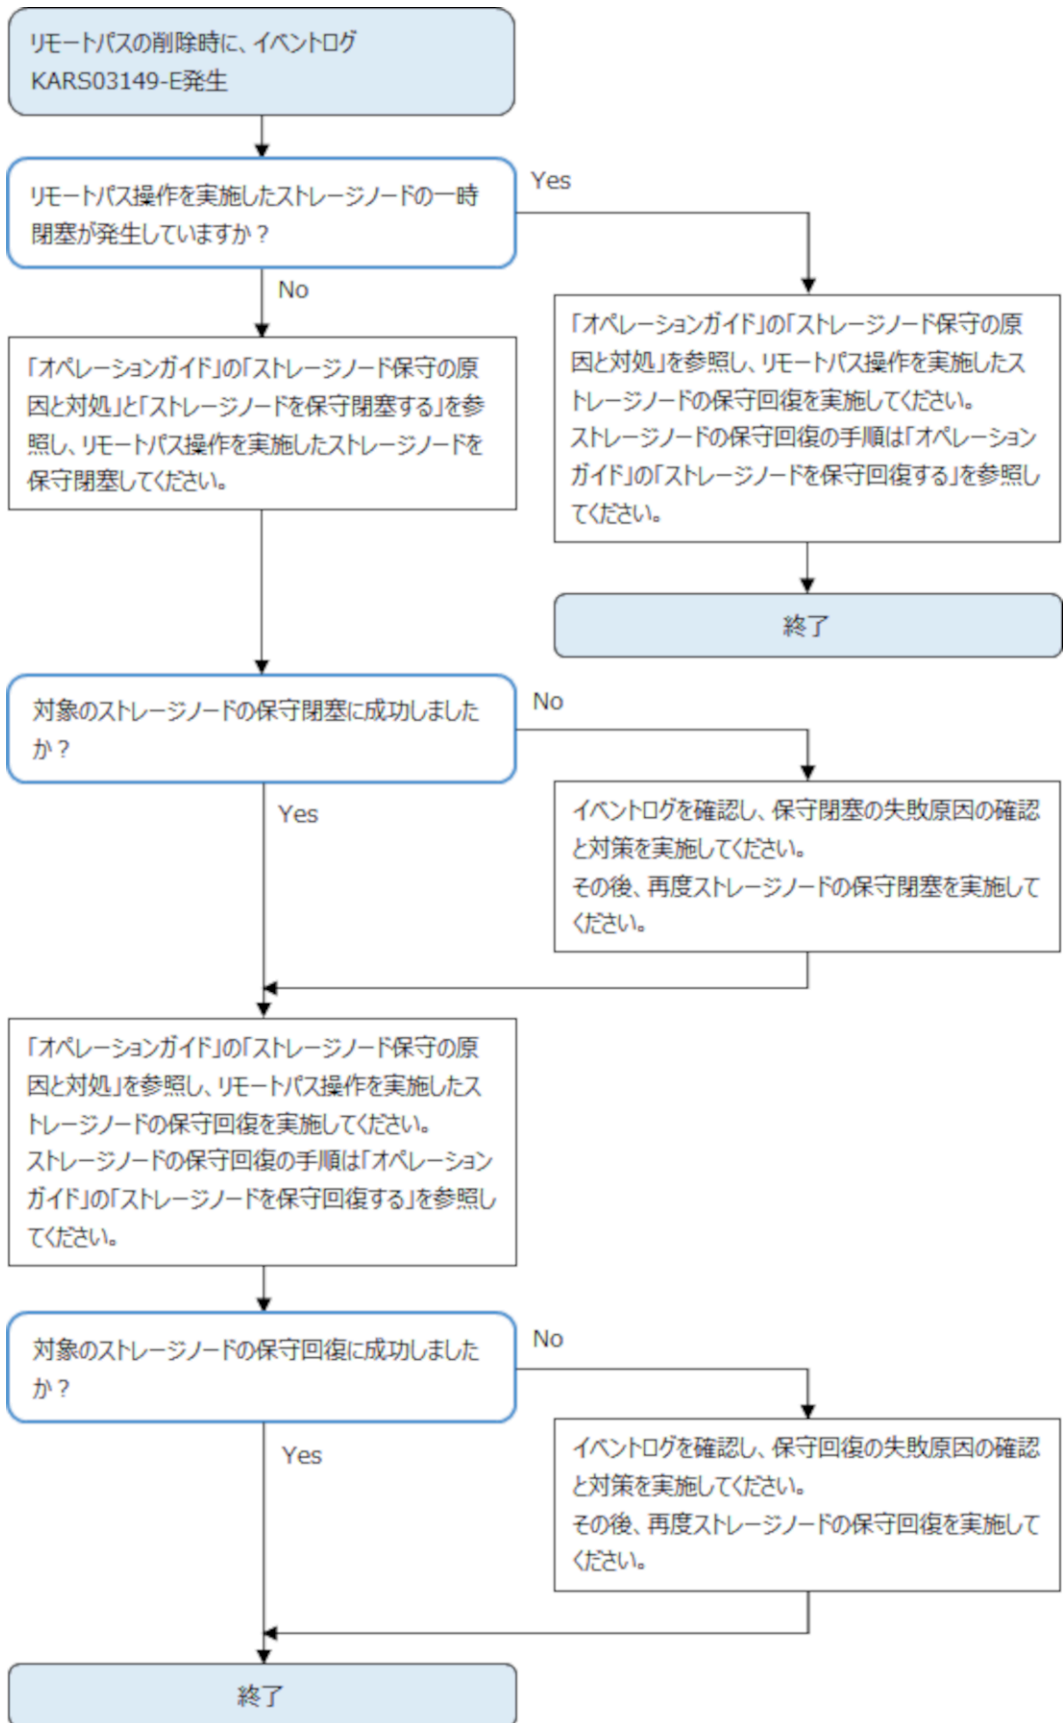 リモートパスの削除時に、イベントログ
KARS03149-E発生
リモートパス操作を実施したストレージノードの一時
閉塞が発生していますか？
Yes
No
「オペレーションガイド」の「ストレージノード保守の原
因と対処」と「ストレージノードを保守閉塞する」を参
照し、リモートパス操作を実施したストレージノードを
保守閉塞してください。
「オペレーションガイド」の「ストレージノード保守の原
因と対処」を参照し、リモートパス操作を実施したス
トレージノードの保守回復を実施してください。
ストレージノードの保守回復の手順は「オペレーション
ガイド」の「ストレージノードを保守回復する」を参照し
てください。
終了
対象のストレージノードの保守閉塞に成功しました
か？
No
Yes
イベントログを確認し、保守閉塞の失敗原因の確認
と対策を実施してください。
その後、再度ストレージノードの保守閉塞を実施して
ください。
「オペレーションガイド」の「ストレージノード保守の原
因と対処」を参照し、リモートパス操作を実施したス
トレージノードの保守回復を実施してください。
ストレージノードの保守回復の手順は「オペレーション
ガイド」の「ストレージノードを保守回復する」を参照し
てください。
対象のストレージノードの保守回復に成功しました
か？
No
Yes
イベントログを確認し、保守回復の失敗原因の確認
と対策を実施してください。
その後、再度ストレージノードの保守回復を実施して
ください。
終了